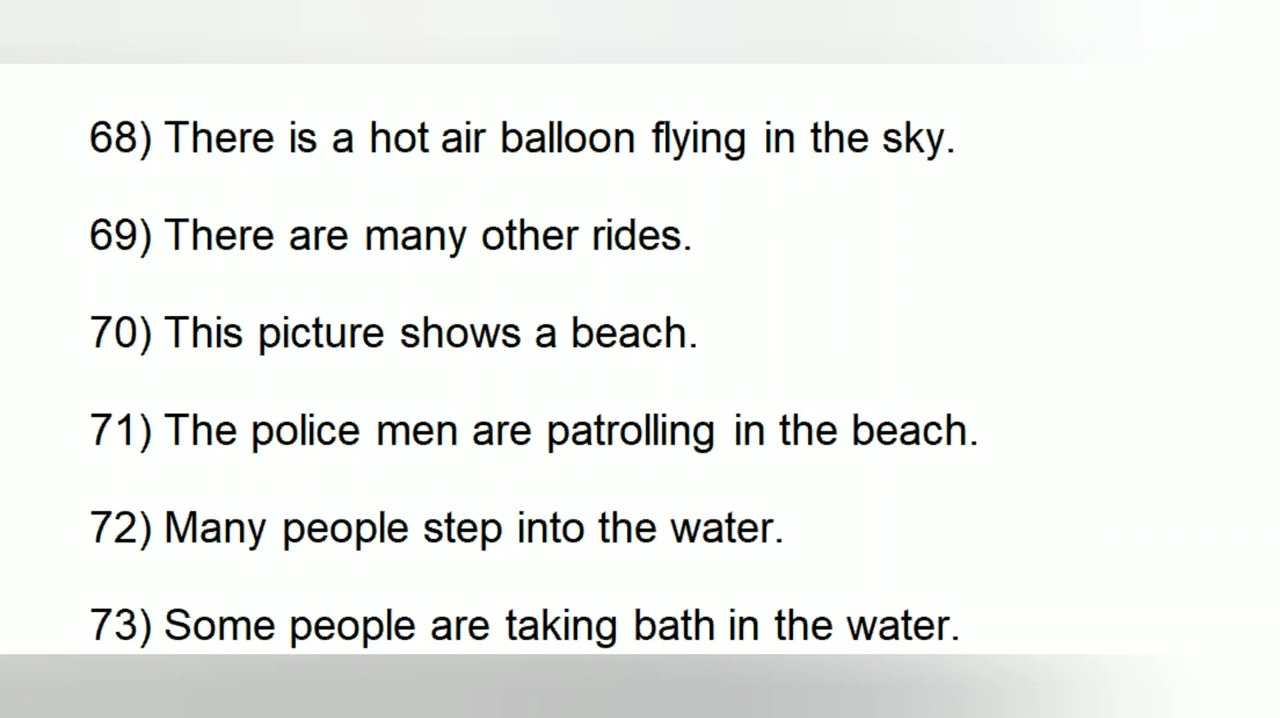 68) There is a hot air balloon flying in the sky.
69) There are many other rides.
70) This picture shows a beach.
71) The police men are patrolling in the beach.
72) Many people step into the water.
73) Some people are taking bath in the water.